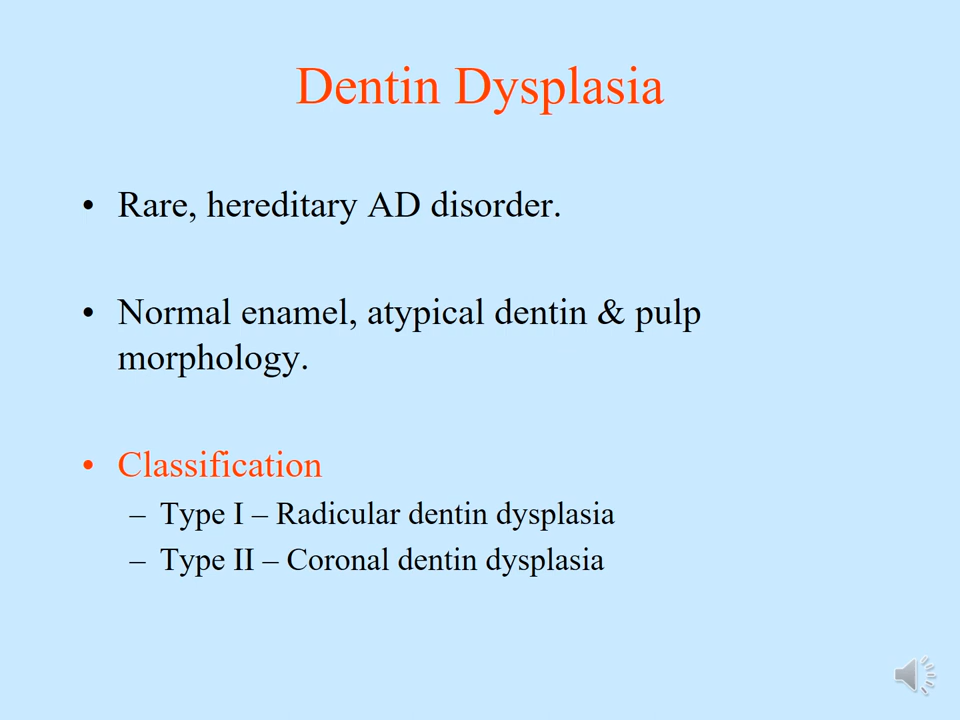 Dentin Dysplasia
• Rare, hereditary AD disorder.
• Normal enamel, atypical dentin & pulp
morphology.
• Classification
– Type I – Radicular dentin dysplasia
– Type II – Coronal dentin dysplasia